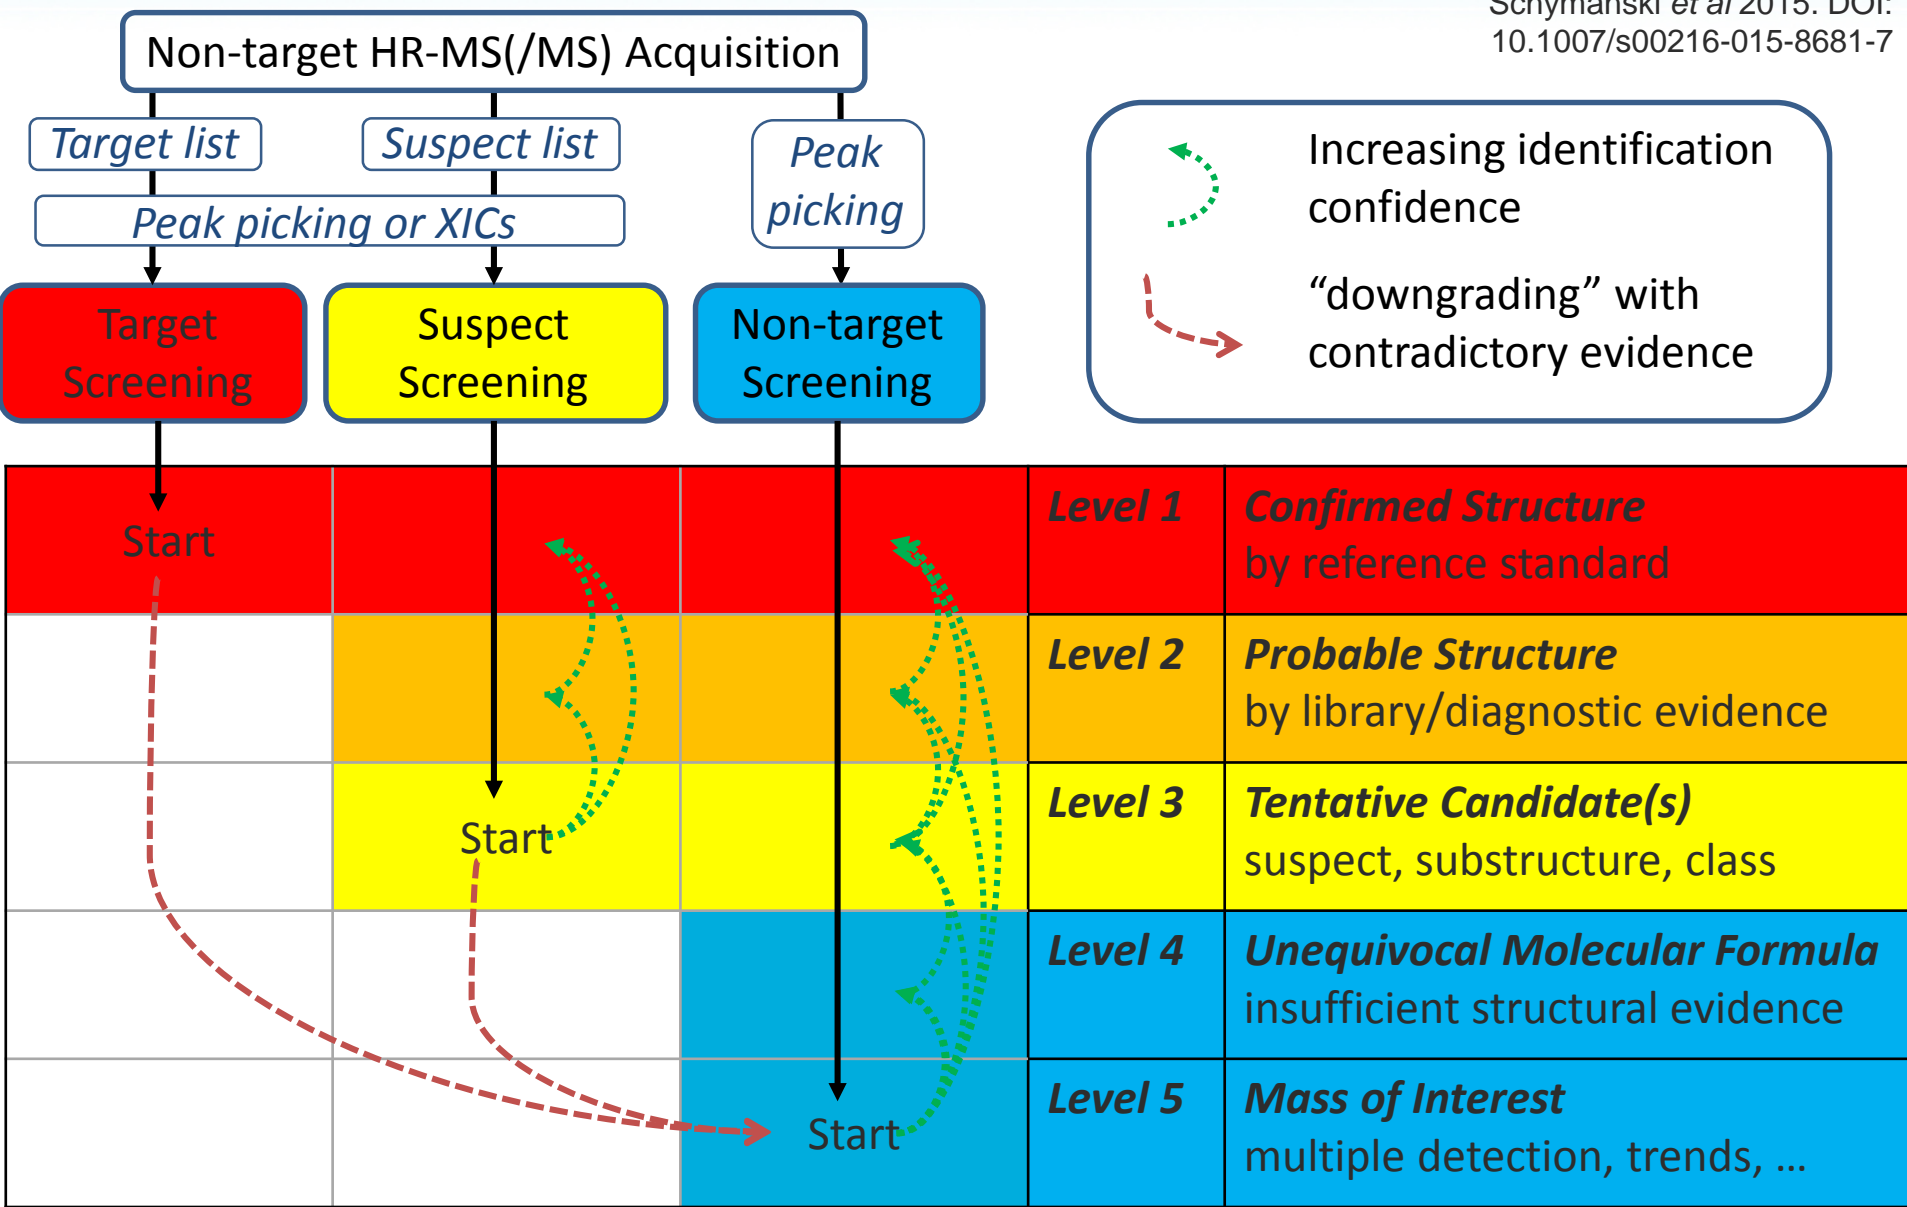 Schymanski et al 2015. DOI:
10.1007/s00216-015-8681-7
Non-target HR-MS(/MS) Acquisition
Target list
Suspect list
Peak
picking
Peak picking or XICs
Target
Screening
Suspect
Screening
Non-target
Screening
Increasing identification
confidence
“downgrading” with
contradictory evidence
Start
Level 1
Confirmed Structure
by reference standard
Level 2
Probable Structure
by library/diagnostic evidence
Start
Level 3
Tentative Candidate(s)
suspect, substructure, class
Level 4
Unequivocal Molecular Formula
insufficient structural evidence
Start
Level 5
Mass of Interest
multiple detection, trends, …